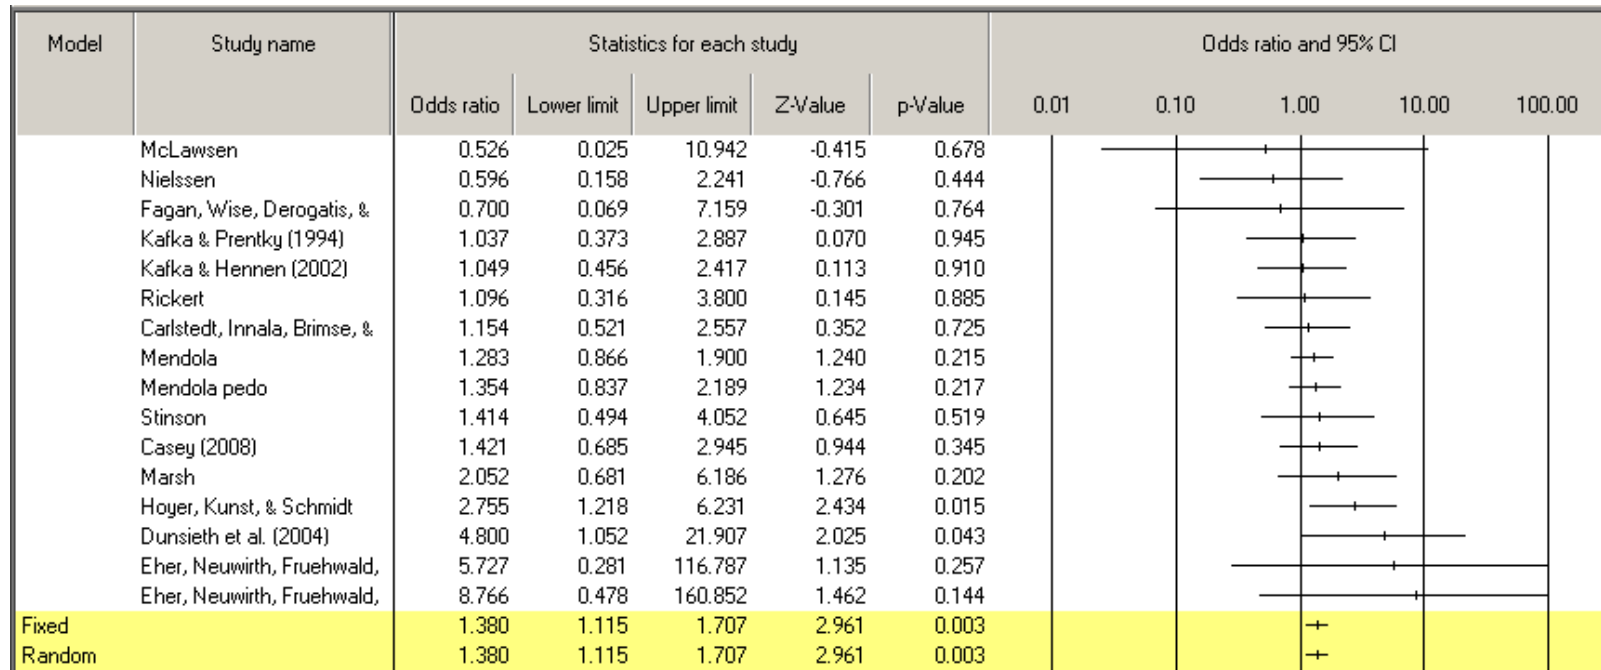 Model Study name Statistics for each study Odds ratio and 95% CI
Odds ratio Lower limit Upper limit Z-Value p-Value 0.01 0.10 1.00 10.00 100.00
McLawsen 0.526 0.025 10.942 -0.415 0.678
Nielssen 0.596 0.158 2.241 -0.766 0.444
Fagan, Wise, Derogatis, & 0.700 0.069 7.159 -0.301 0.764
Kafka & Prentky (1994) 1.037 0.373 2.887 0.070 0.945
Kafka & Hennen (2002) 1.049 0.456 2.417 0.113 0.910
Rickert 1.096 0.316 3.800 0.145 0.885
Carlstedt, Innala, Brimse, & 1.154 0.521 2.557 0.352 0.725
Mendola 1.283 0.866 1.900 1.240 0.215
Mendola pedo 1.354 0.837 2.189 1.234 0.217
Stinson 1.414 0.494 4.052 0.645 0.519
Casey (2008) 1.421 0.685 2.945 0.944 0.345
Marsh 2.052 0.681 6.186 1.276 0.202
Hoyer, Kunst, & Schmidt 2.755 1.218 6.231 2.434 0.015
Dunsieth et al. (2004) 4.800 1.052 21.907 2.025 0.043
Eher, Neuwirth, Fruehwald, 5.727 0.281 116.787 1.135 0.257
Eher, Neuwirth, Fruehwald, 8.766 0.478 160.852 1.462 0.144
Fixed 1.380 1.115 1.707 2.961 0.003
Random 1.380 1.115 1.707 2.961 0.003